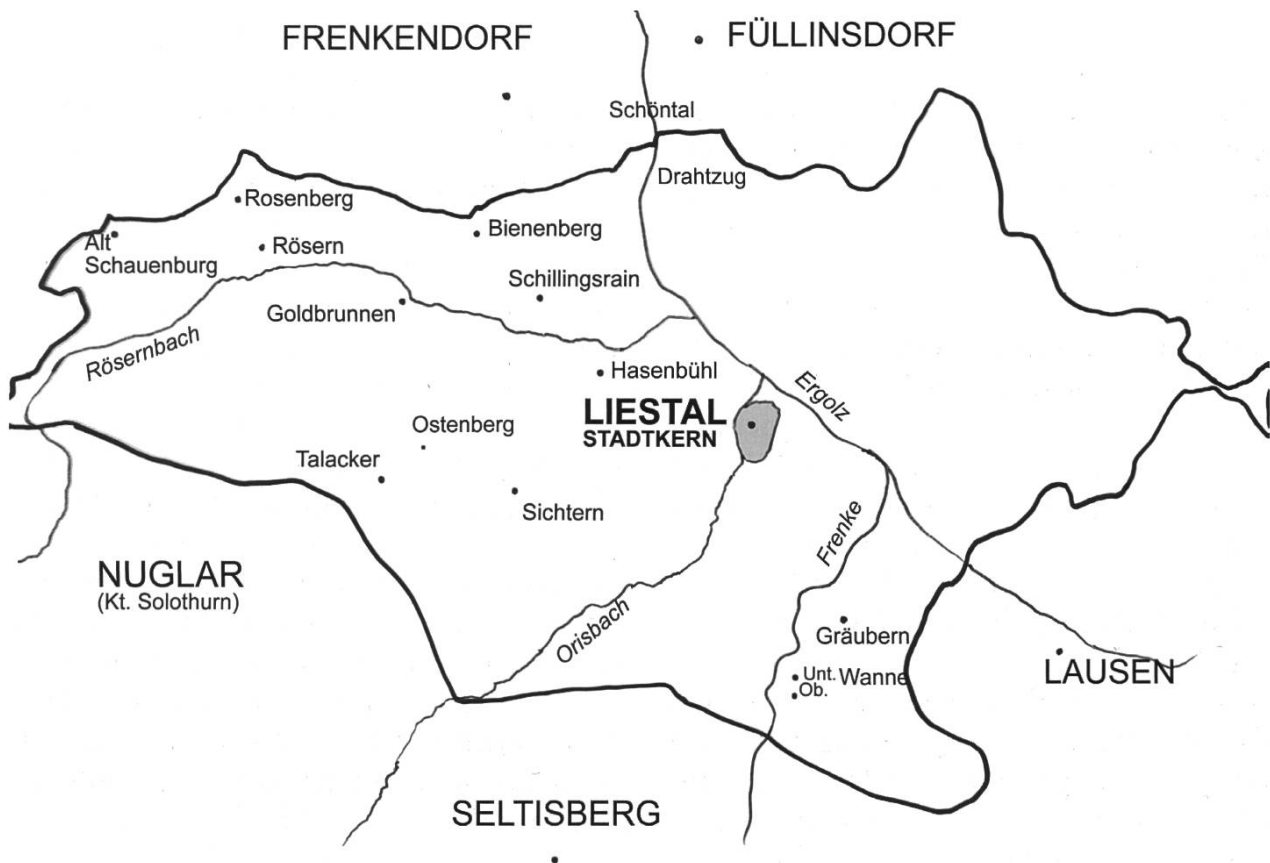 FRENKENDORF
FÜLLINSDORF
Schöntal
Drahtzug
Rosenberg
Bienenberg
Alt
Schauenburg
Rösern
Schillingsrain
Goldbrunnen
Rösernbach
Hasenbühl
Ergolz
LIESTAL
STADTKERN
Ostenberg
Talacker
Sichtern
Frenke
NUGLAR
(Kt. Solothurn)
Orisbach
Gräubern
Unt. Wanne
Ob.
LAUSEN
SELTISBERG